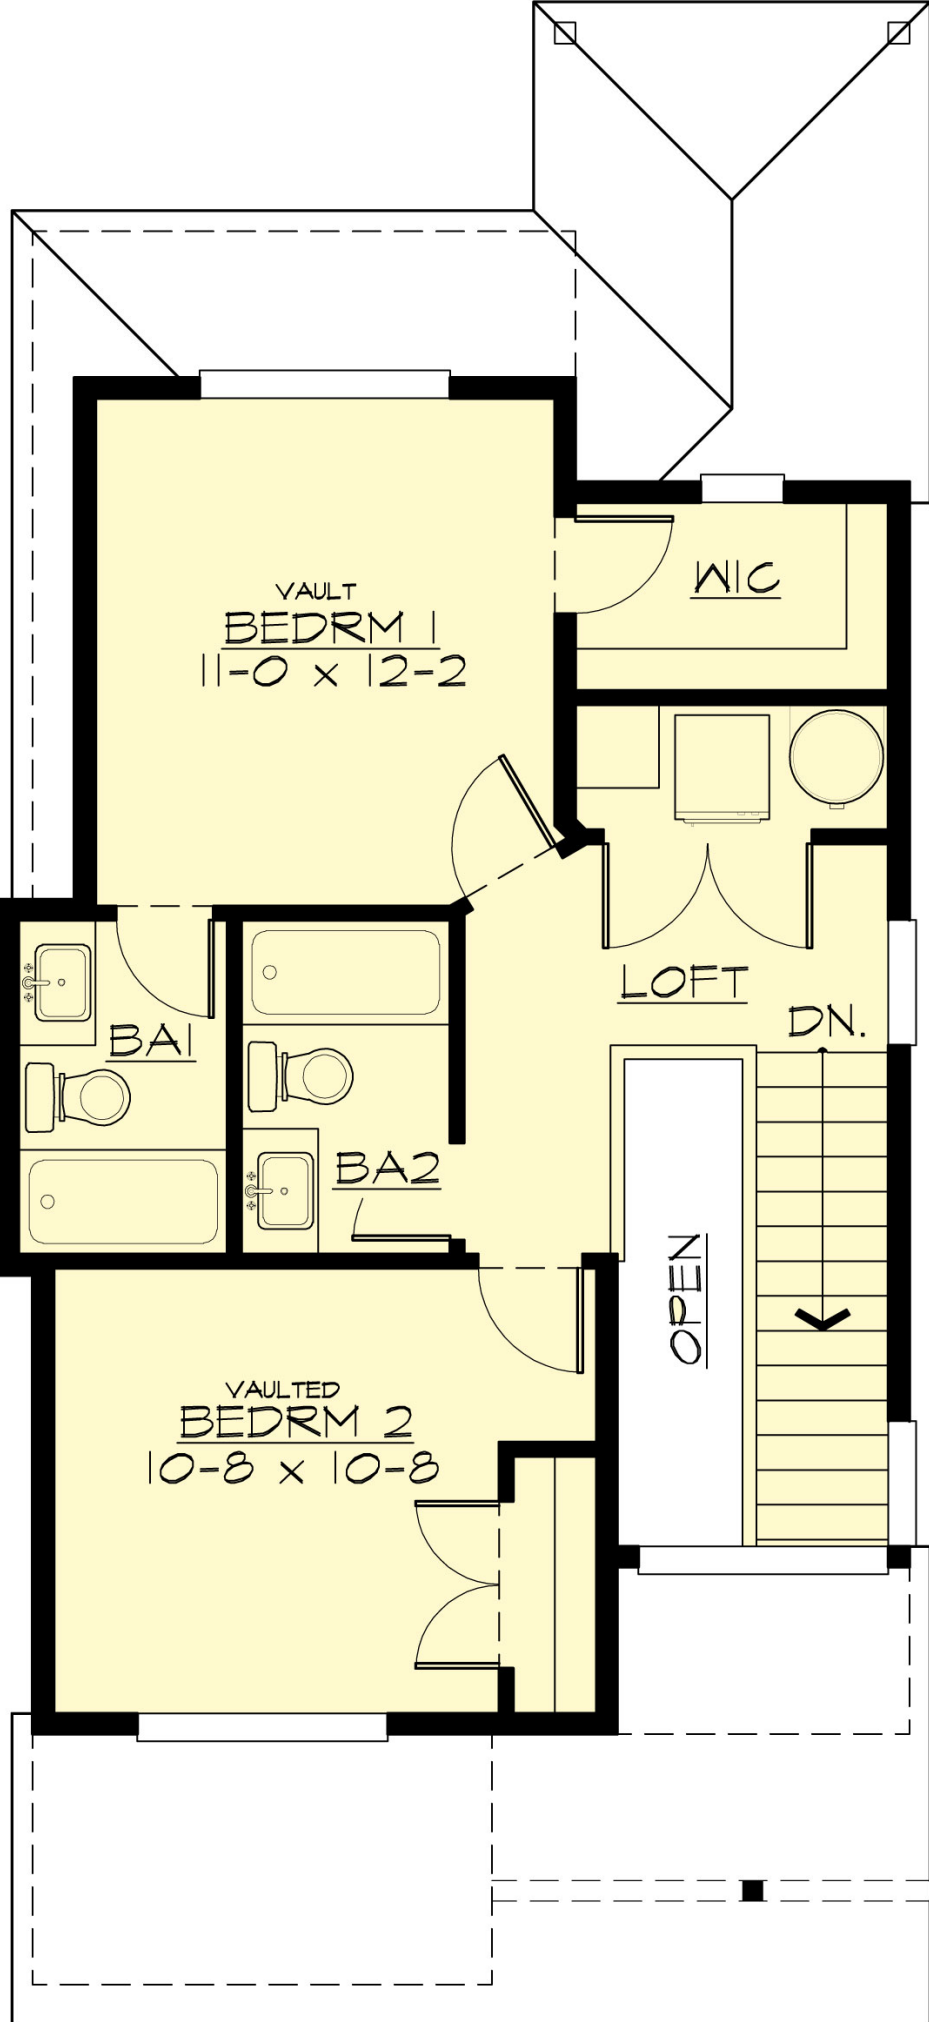 VAULT
BEDRM 1
11-0 x 12-2
WIC
LOFT
DN.
BA1
BA2
OPEN
VAULTED
BEDRM 2
10-8 x 10-8